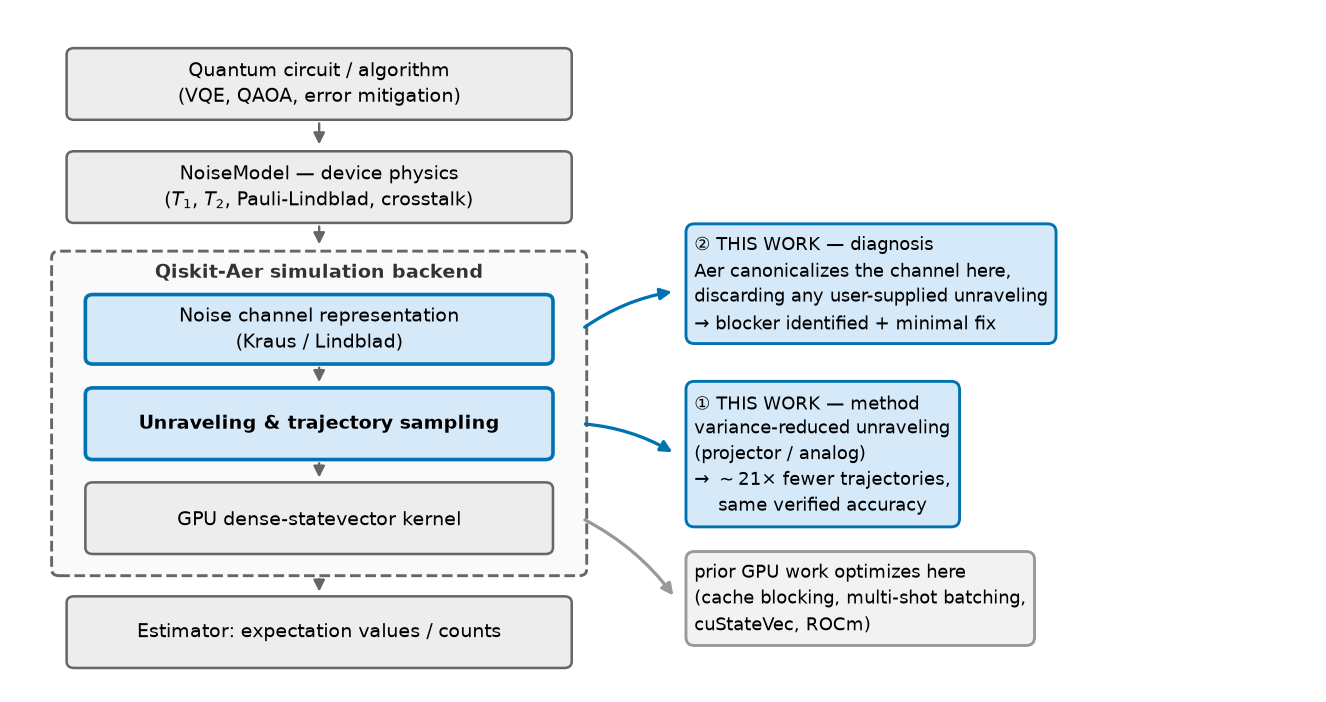 Quantum circuit / algorithm
(VQE, QAOA, error mitigation)
NoiseModel — device physics
(T₁, T₂, Pauli-Lindblad, crosstalk)
Qiskit-Aer simulation backend
Noise channel representation
(Kraus / Lindblad)
Unraveling & trajectory sampling
GPU dense-statevector kernel
Estimator: expectation values / counts
② THIS WORK — diagnosis
Aer canonicalizes the channel here,
discarding any user-supplied unraveling
→ blocker identified + minimal fix
① THIS WORK — method
variance-reduced unraveling
(projector / analog)
→ ~21× fewer trajectories,
same verified accuracy
prior GPU work optimizes here
(cache blocking, multi-shot batching,
cuStateVec, ROCm)